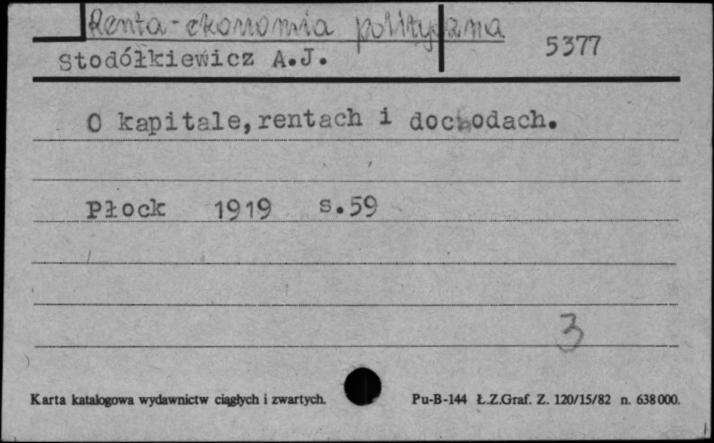 Renta-ekonomia polityczna
5377
Stodółkiewicz A.J.
O kapitale, rentach i dochodach.
Płock 1919 s.59
3
Karta katalogowa wydawnictw ciągłych i zwartych. Pu-B-144 Ł.Z.Graf. Z. 120/15/82 n. 638000.